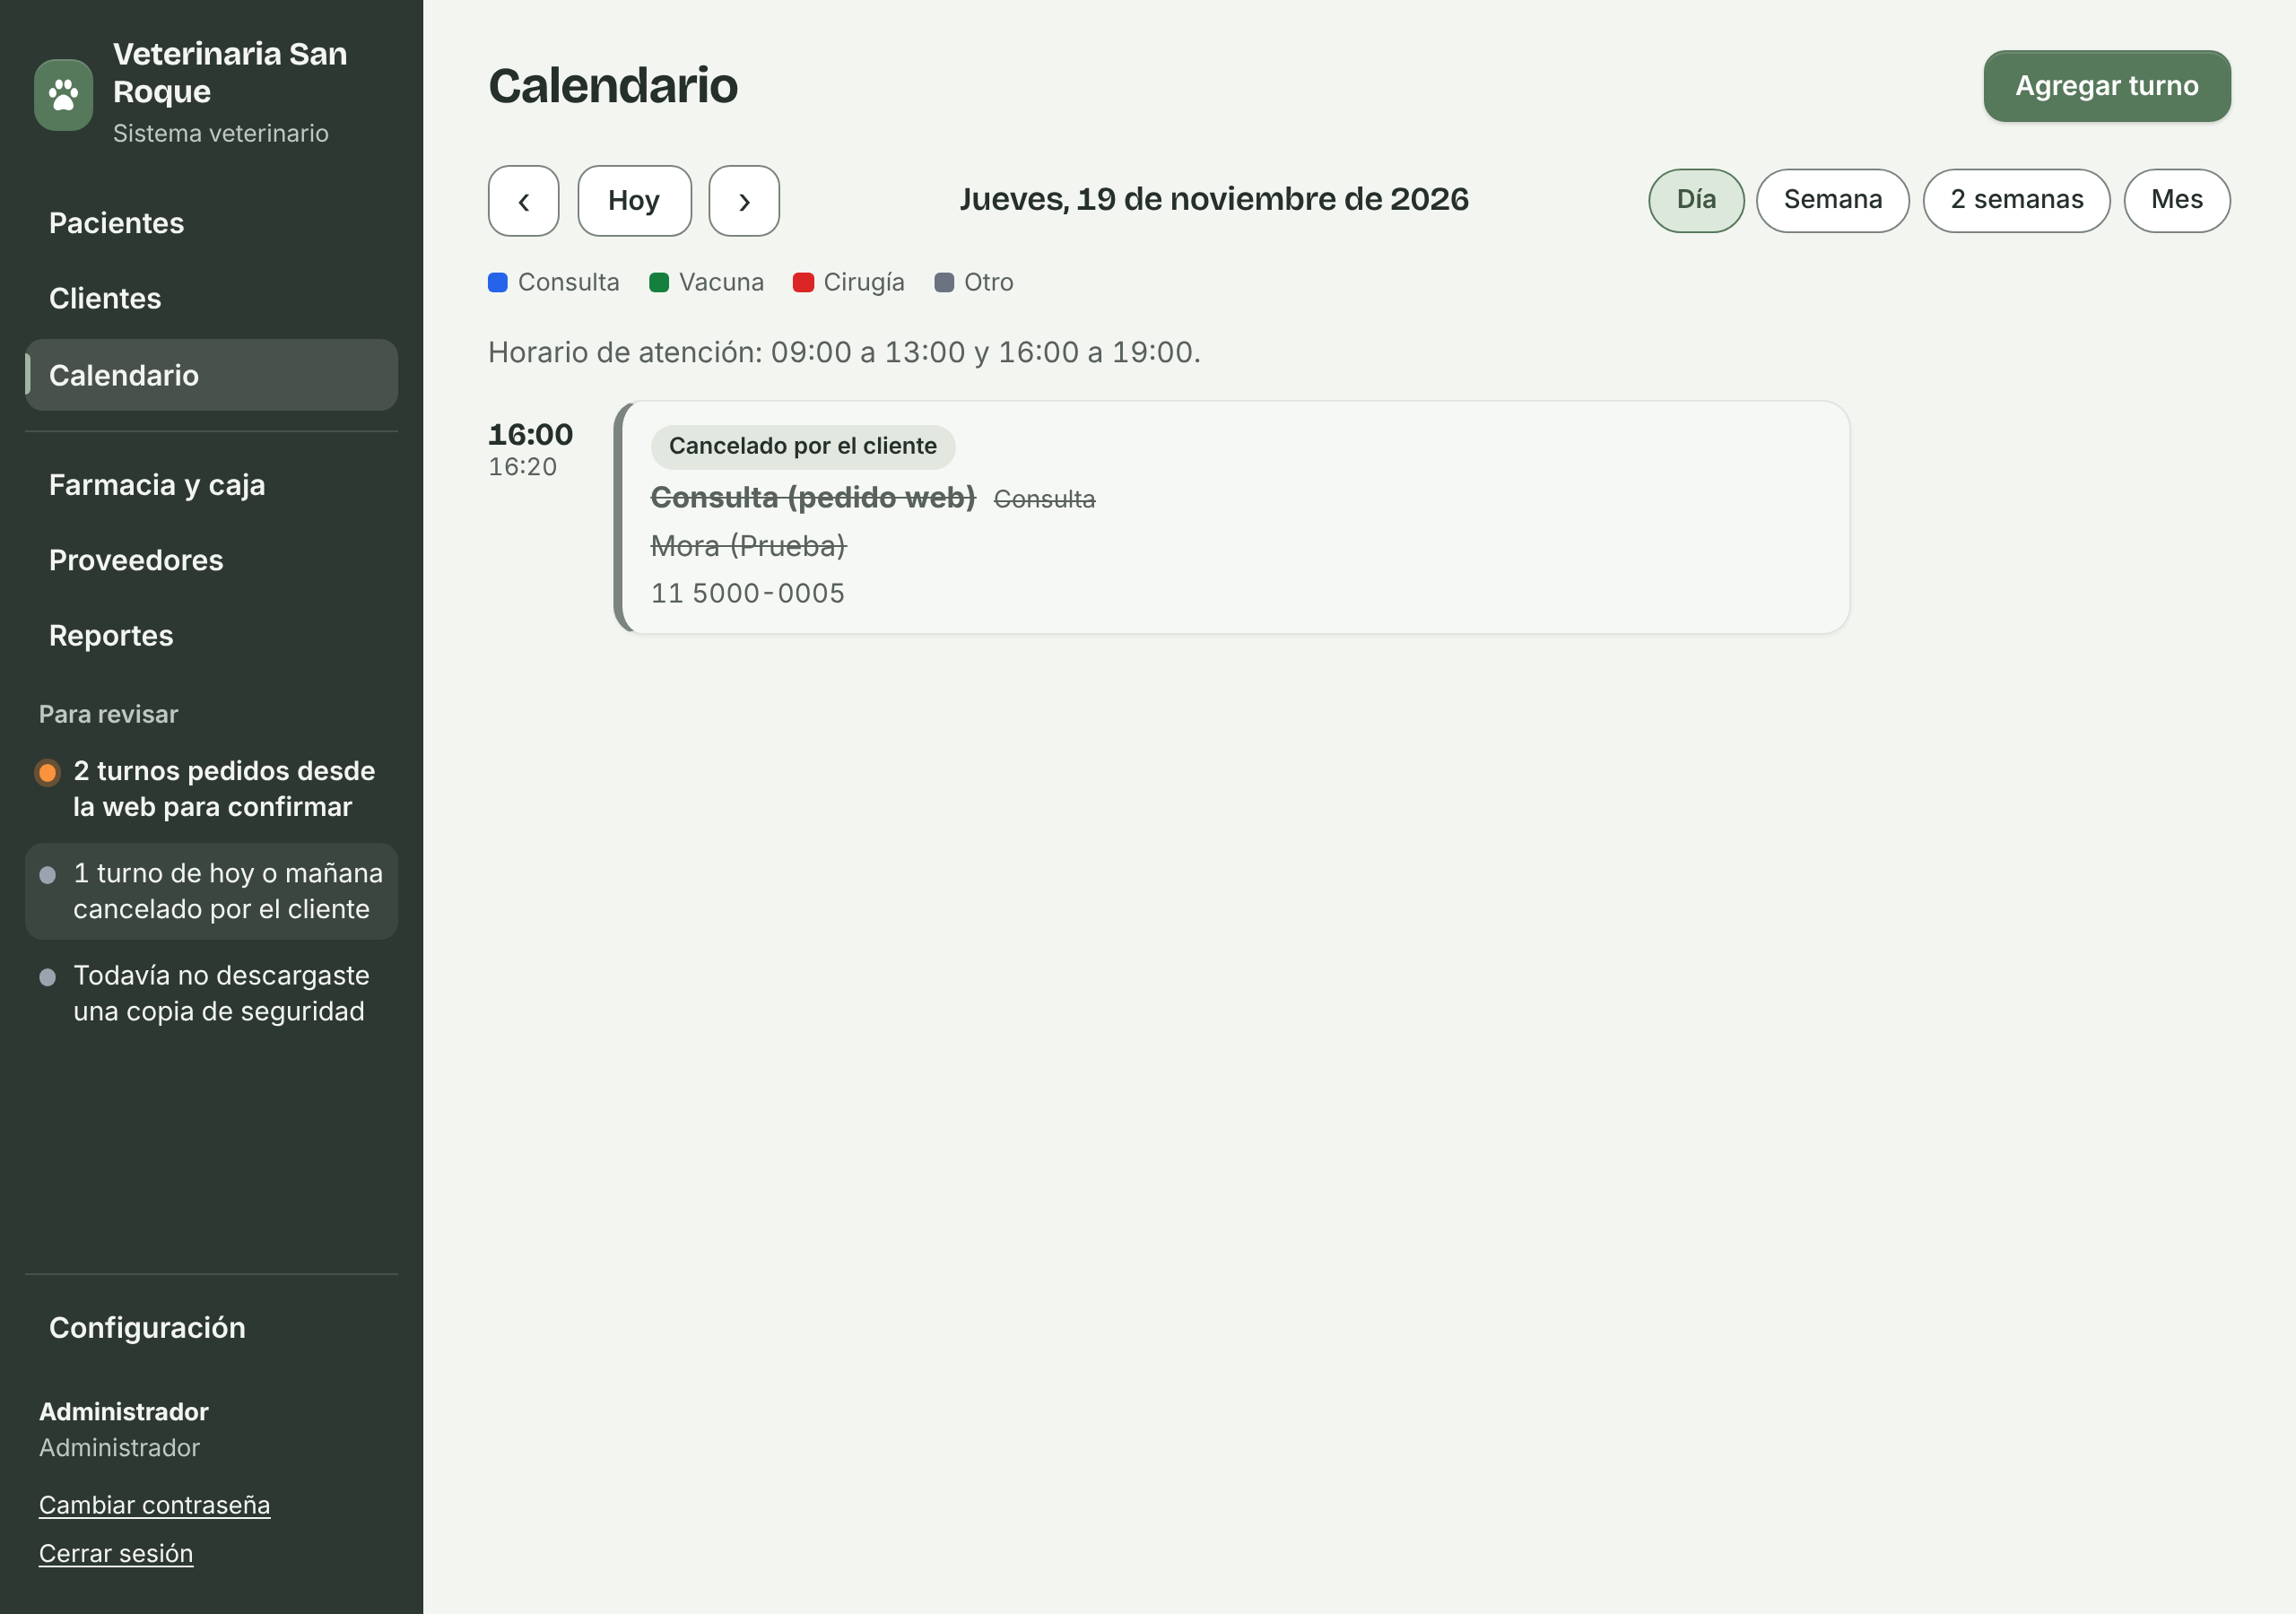 Veterinaria San
Roque
Sistema veterinario
Pacientes
Clientes
Calendario
Farmacia y caja
Proveedores
Reportes
Para revisar
2 turnos pedidos desde
la web para confirmar
1 turno de hoy o mañana
cancelado por el cliente
Todavía no descargaste
una copia de seguridad
Configuración
Administrador
Administrador
Cambiar contraseña
Cerrar sesión
Calendario
Agregar turno
‹ Hoy › Jueves, 19 de noviembre de 2026 Día Semana 2 semanas Mes
Consulta Vacuna Cirugía Otro
Horario de atención: 09:00 a 13:00 y 16:00 a 19:00.
16:00
16:20
Cancelado por el cliente
Consulta (pedido web) Consulta
Mora (Prueba)
11 5000-0005